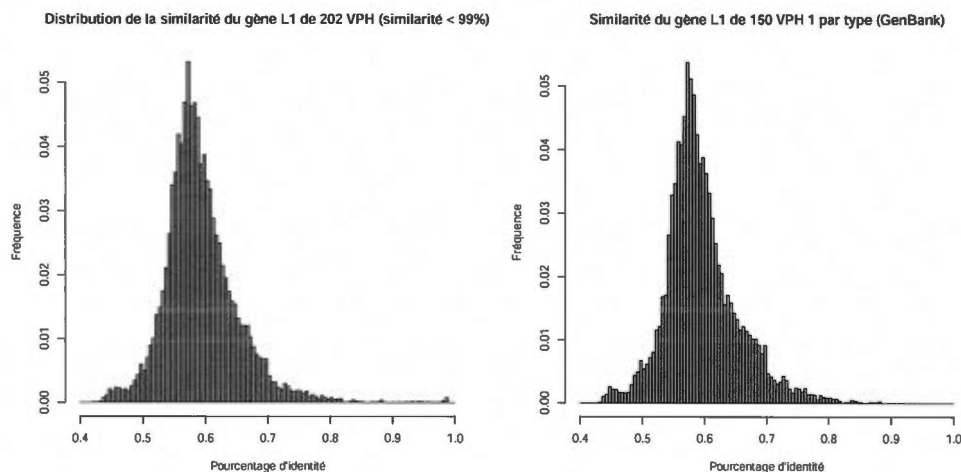 Distribution de la similarité du gène L1 de 202 VPH (similarité < 99%)
Fréquence
0.05
0.04
0.03
0.02
0.01
0.00
0.4 0.5 0.6 0.7 0.8 0.9 1.0
Pourcentage d'identité
Similarité du gène L1 de 150 VPH 1 par type (GenBank)
Fréquence
0.05
0.04
0.03
0.02
0.01
0.00
0.4 0.5 0.6 0.7 0.8 0.9 1.0
Pourcentage d'identité